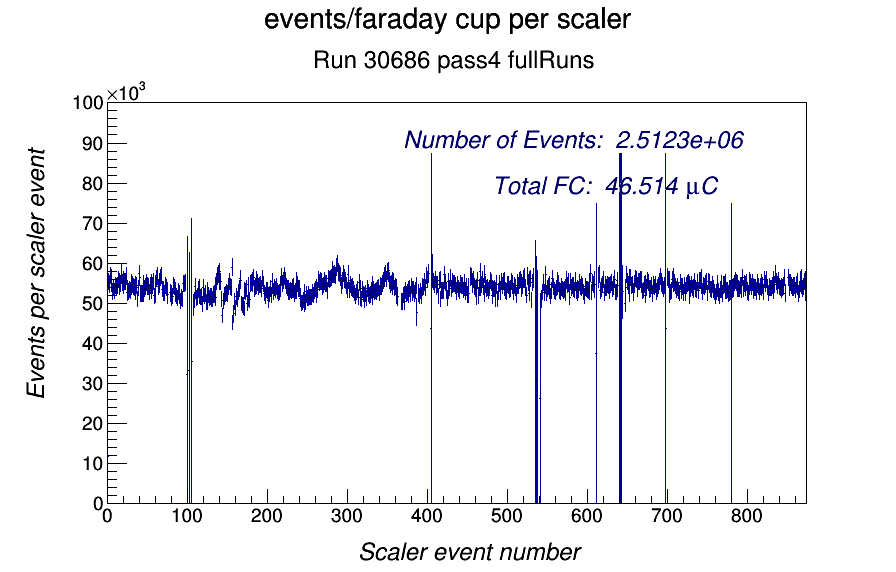 events/faraday cup per scaler
Run 30686 pass4 fullRuns
×10³
100
90
80
70
60
50
40
30
20
10
0
Events per scaler event
Number of Events: 2.5123e+06
Total FC: 46.514 μC
0 100 200 300 400 500 600 700 800
Scaler event number